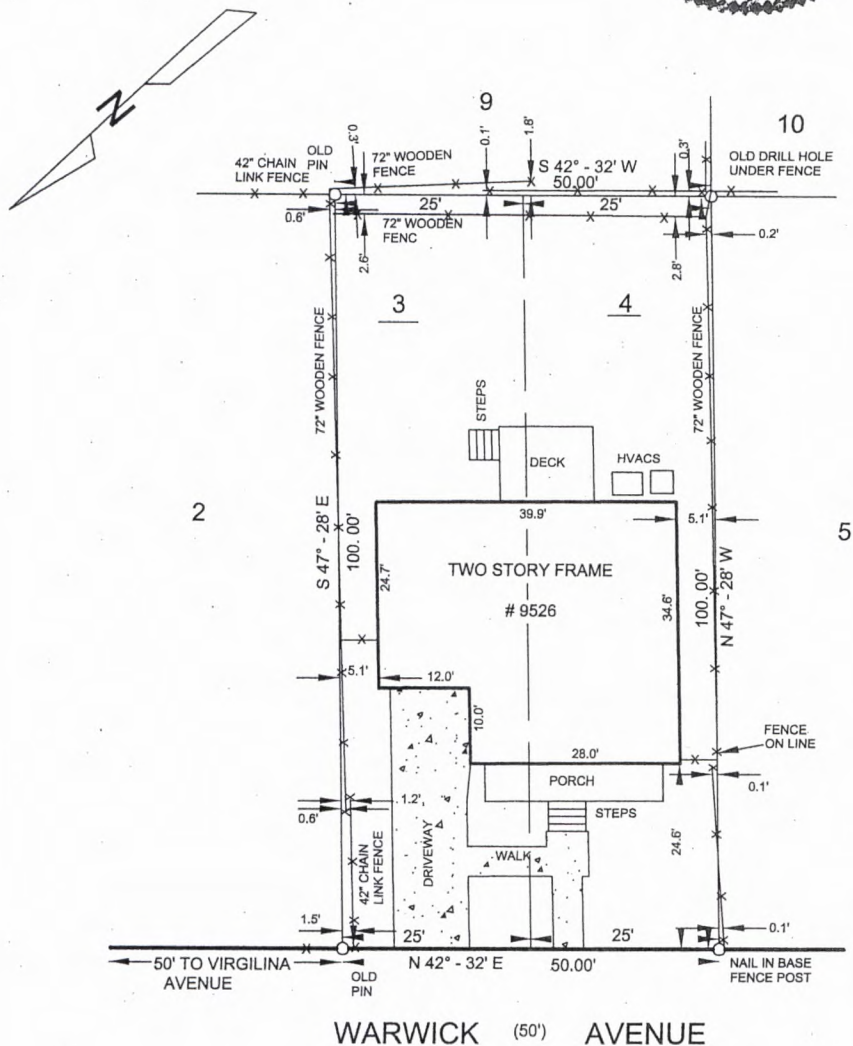 N
9
10
0.3'
0.1'
1.8'
0.3'
OLD
PIN
42" CHAIN
LINK FENCE
72" WOODEN
FENCE
S 42° - 32' W
50.00'
OLD DRILL HOLE
UNDER FENCE
25'
25'
0.6'
72" WOODEN
FENC
2.6'
2.8'
0.2'
3
4
72" WOODEN FENCE
72" WOODEN FENCE
STEPS
DECK
HVACS
2
5
S 47° - 28' E
100.00'
39.9'
5.1'
24.7'
TWO STORY FRAME
# 9526
34.6'
100.00'
N 47° - 28' W
5.1'
12.0'
10.0'
28.0'
FENCE
ON LINE
PORCH
0.1'
1.2'
0.6'
STEPS
42" CHAIN
LINK FENCE
DRIVEWAY
WALK
24.6'
1.5'
25'
25'
0.1'
50' TO VIRGILINA
AVENUE
OLD
PIN
N 42° - 32' E
50.00'
NAIL IN BASE
FENCE POST
WARWICK (50') AVENUE